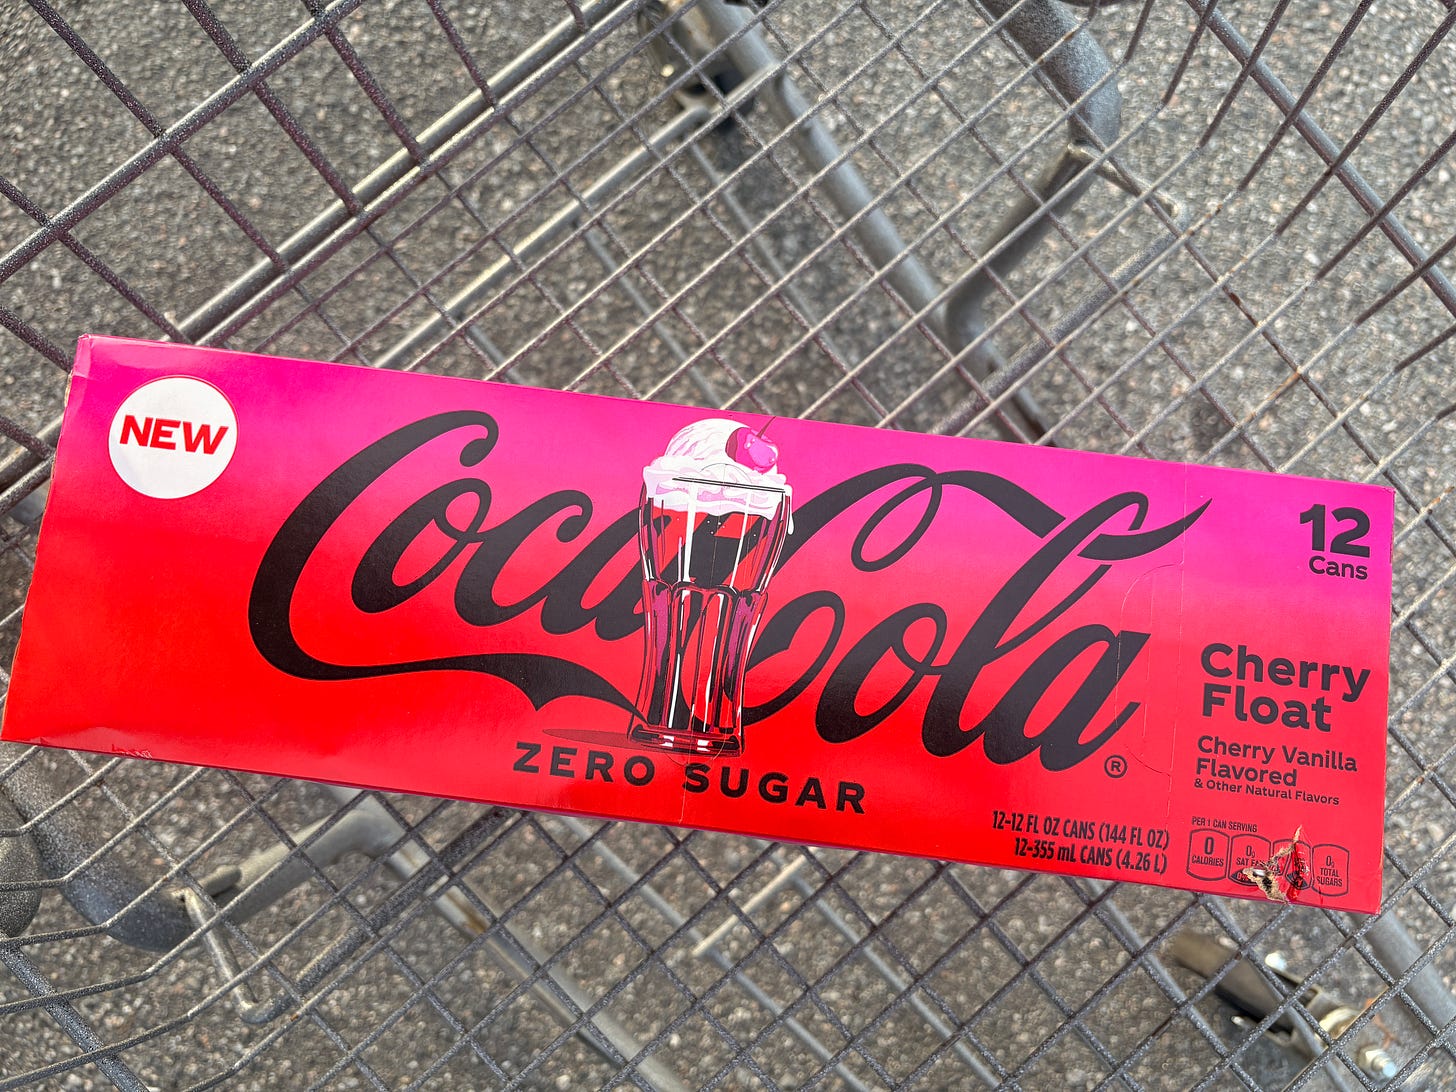 NEW
Coca-Cola
®
ZERO SUGAR
12
Cans
Cherry
Float
Cherry Vanilla
Flavored
& Other Natural Flavors
12-12 FL OZ CANS (144 FL OZ)
12-355 mL CANS (4.26 L)
PER 1 CAN SERVING
0
CALORIES
0g
SAT
0g
TOTAL
SUGARS